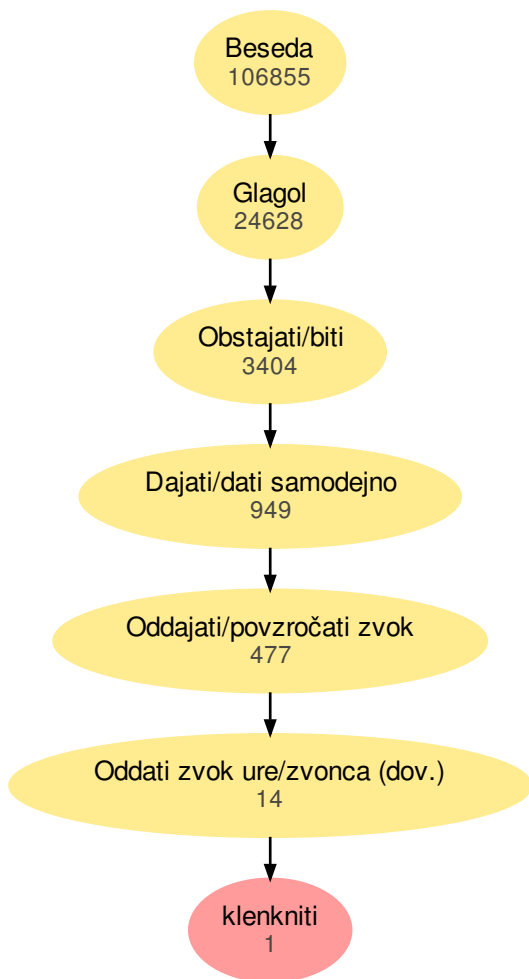 Beseda
106855
Glagol
24628
Obstajati/biti
3404
Dajati/dati samodejno
949
Oddajati/povzročati zvok
477
Oddati zvok ure/zvonca (dov.)
14
klenkniti
1